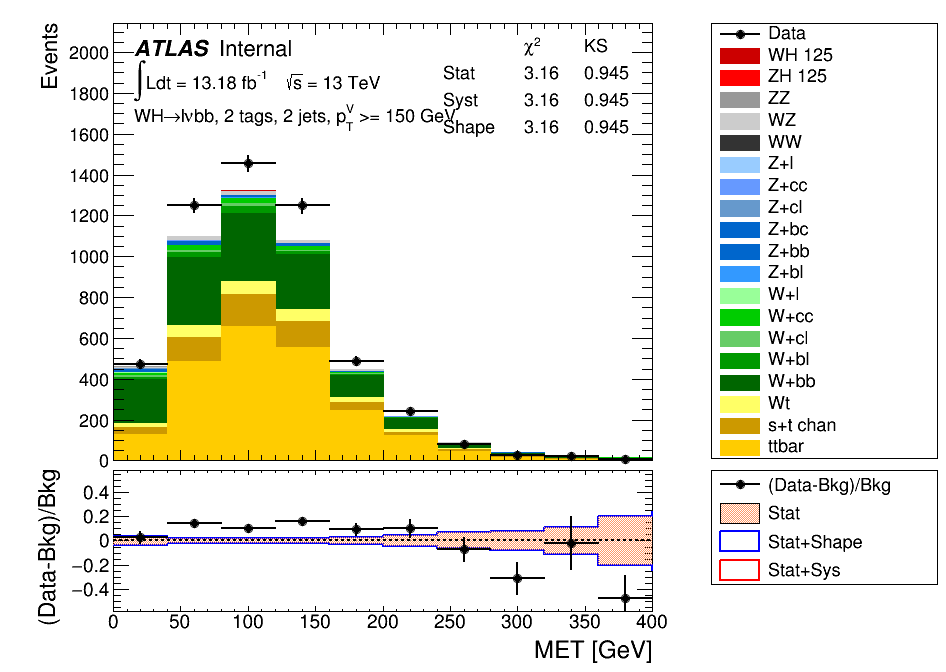 Events
2000
1800
1600
1400
1200
1000
800
600
400
200
0
ATLAS Internal
∫Ldt = 13.18 fb⁻¹ √s = 13 TeV
WH→lνbb, 2 tags, 2 jets, p_T^V >= 150 GeV
χ² KS
Stat 3.16 0.945
Syst 3.16 0.945
Shape 3.16 0.945
Data
WH 125
ZH 125
ZZ
WZ
WW
Z+l
Z+cc
Z+cl
Z+bc
Z+bb
Z+bl
W+l
W+cc
W+cl
W+bl
W+bb
Wt
s+t chan
ttbar
(Data-Bkg)/Bkg
0.4
0.2
0
−0.2
−0.4
0 50 100 150 200 250 300 350 400
MET [GeV]
(Data-Bkg)/Bkg
Stat
Stat+Shape
Stat+Sys